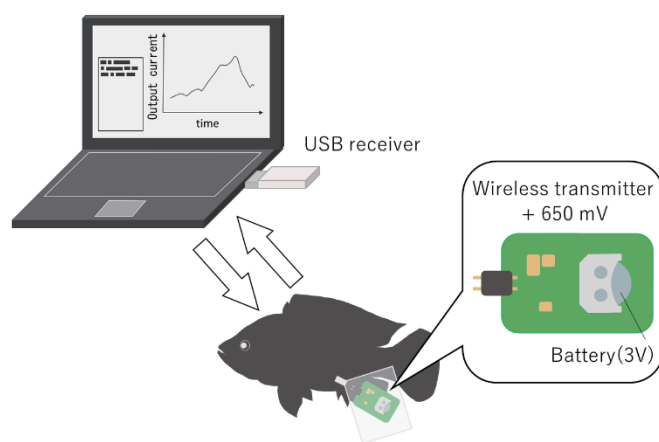 Output current
time
USB receiver
Wireless transmitter
+ 650 mV
Battery(3V)